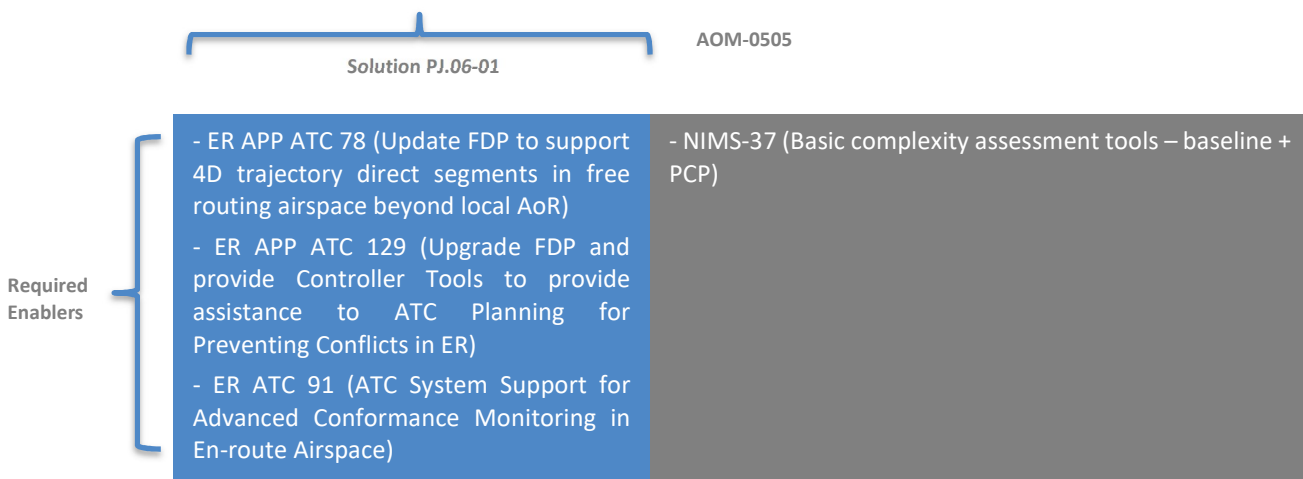 AOM-0505
Solution PJ.06-01
- ER APP ATC 78 (Update FDP to support
4D trajectory direct segments in free
routing airspace beyond local AoR)
- ER APP ATC 129 (Upgrade FDP and
provide Controller Tools to provide
assistance to ATC Planning for
Preventing Conflicts in ER)
- ER ATC 91 (ATC System Support for
Advanced Conformance Monitoring in
En-route Airspace)
- NIMS-37 (Basic complexity assessment tools – baseline +
PCP)
Required
Enablers